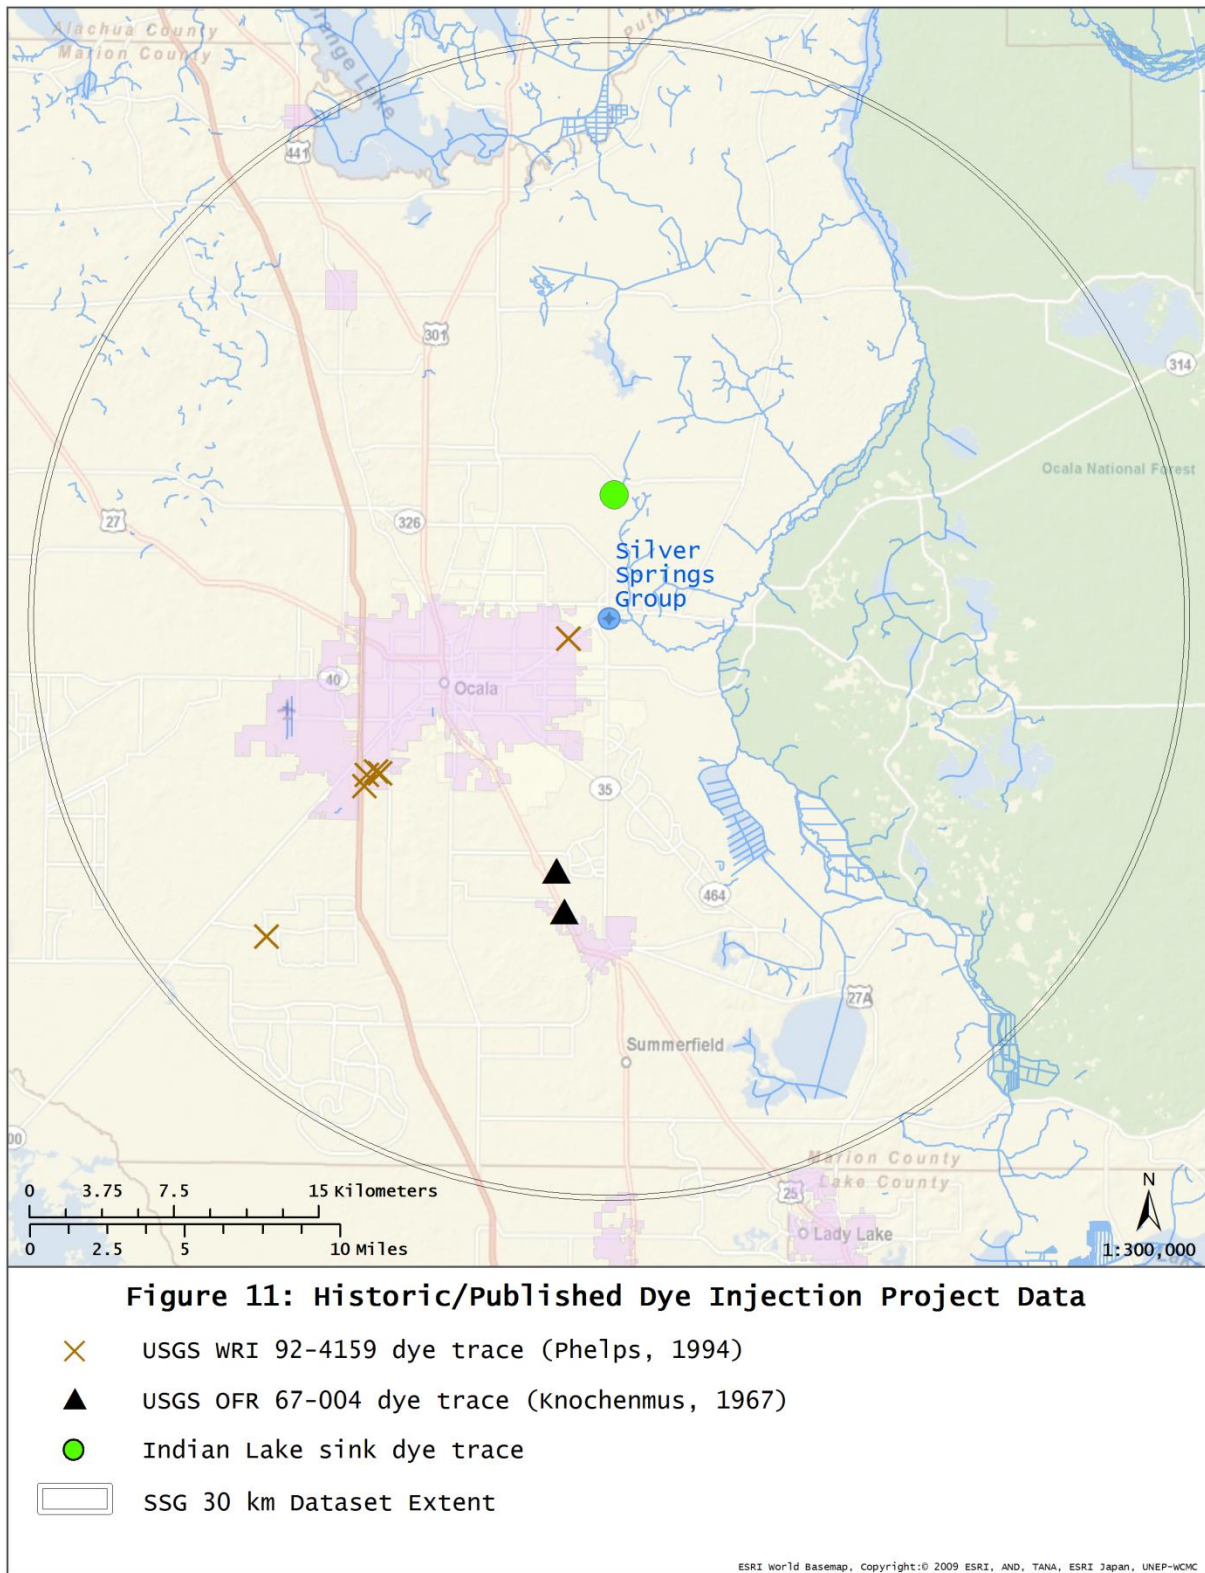 Alachua County
Marion County
Orange Lake
441
301
314
Ocala National Forest
27
326
Silver
Springs
Group
40
Ocala
35
464
27A
Summerfield
00
Marion County
Lake County
25
Lady Lake
0 3.75 7.5 15 Kilometers
0 2.5 5 10 Miles
N
1:300,000
Figure 11: Historic/Published Dye Injection Project Data
USGS WRI 92-4159 dye trace (Phelps, 1994)
USGS OFR 67-004 dye trace (Knochenmus, 1967)
Indian Lake sink dye trace
SSG 30 km Dataset Extent
ESRI World Basemap, Copyright:© 2009 ESRI, AND, TANA, ESRI Japan, UNEP-WCMC